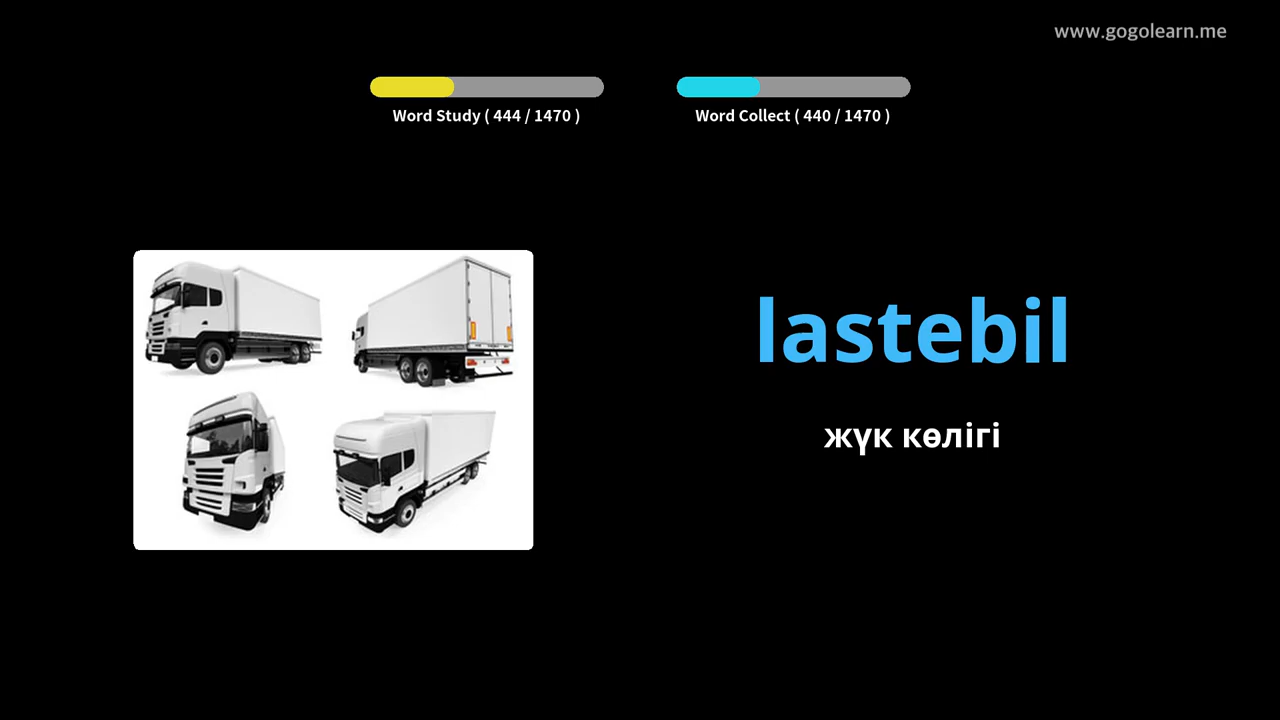 www.gogolearn.me
Word Study ( 444 / 1470 )
Word Collect ( 440 / 1470 )
lastebil
жүк көлігі